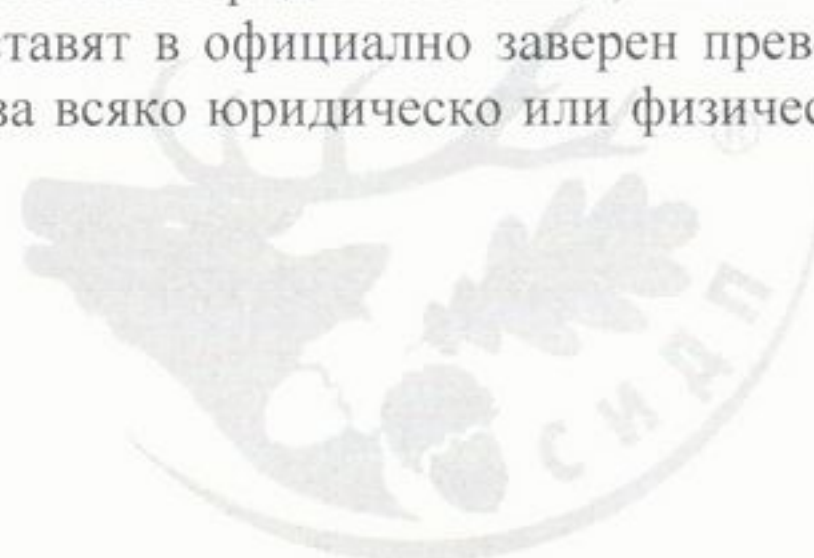 ставят в официално заверен прев
за всяко юридическо или физичес
СИДП